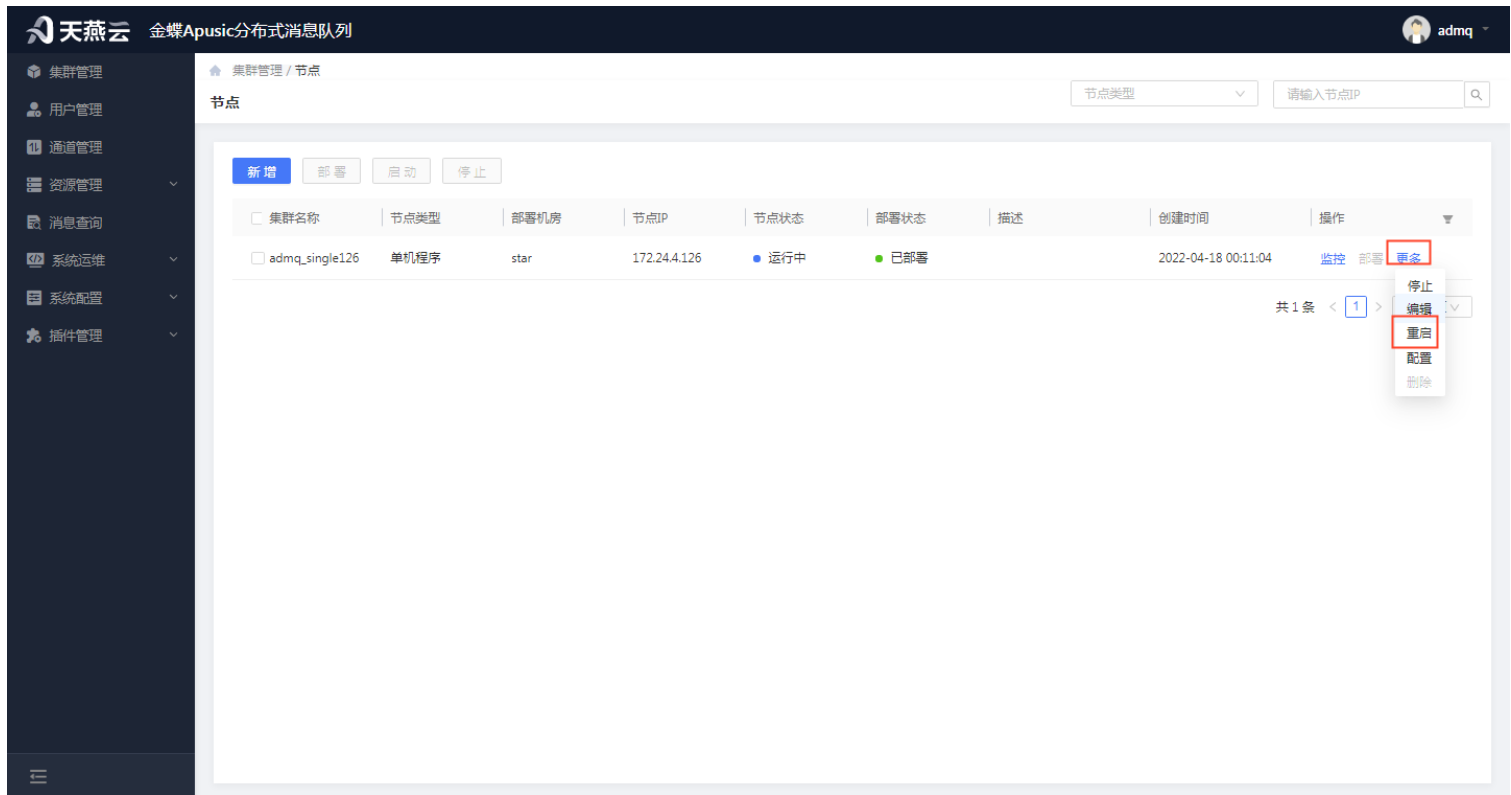 天燕云 金蝶Apusic分布式消息队列 admq
集群管理
用户管理
通道管理
资源管理
消息查询
系统运维
系统配置
插件管理
集群管理 / 节点
节点
节点类型 请输入节点IP
新增 部署 启动 停止
集群名称 节点类型 部署机房 节点IP 节点状态 部署状态 描述 创建时间 操作
admq_single126 单机程序 star 172.24.4.126 运行中 已部署 2022-04-18 00:11:04 监控 部署 更多
共1条 < 1 >
停止
编辑
重启
配置
删除